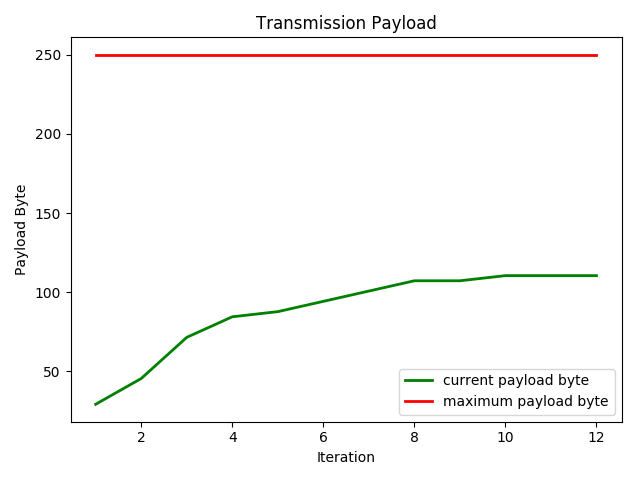 Transmission Payload
250
200
150
100
50
Payload Byte
current payload byte
maximum payload byte
2
4
6
8
10
12
Iteration